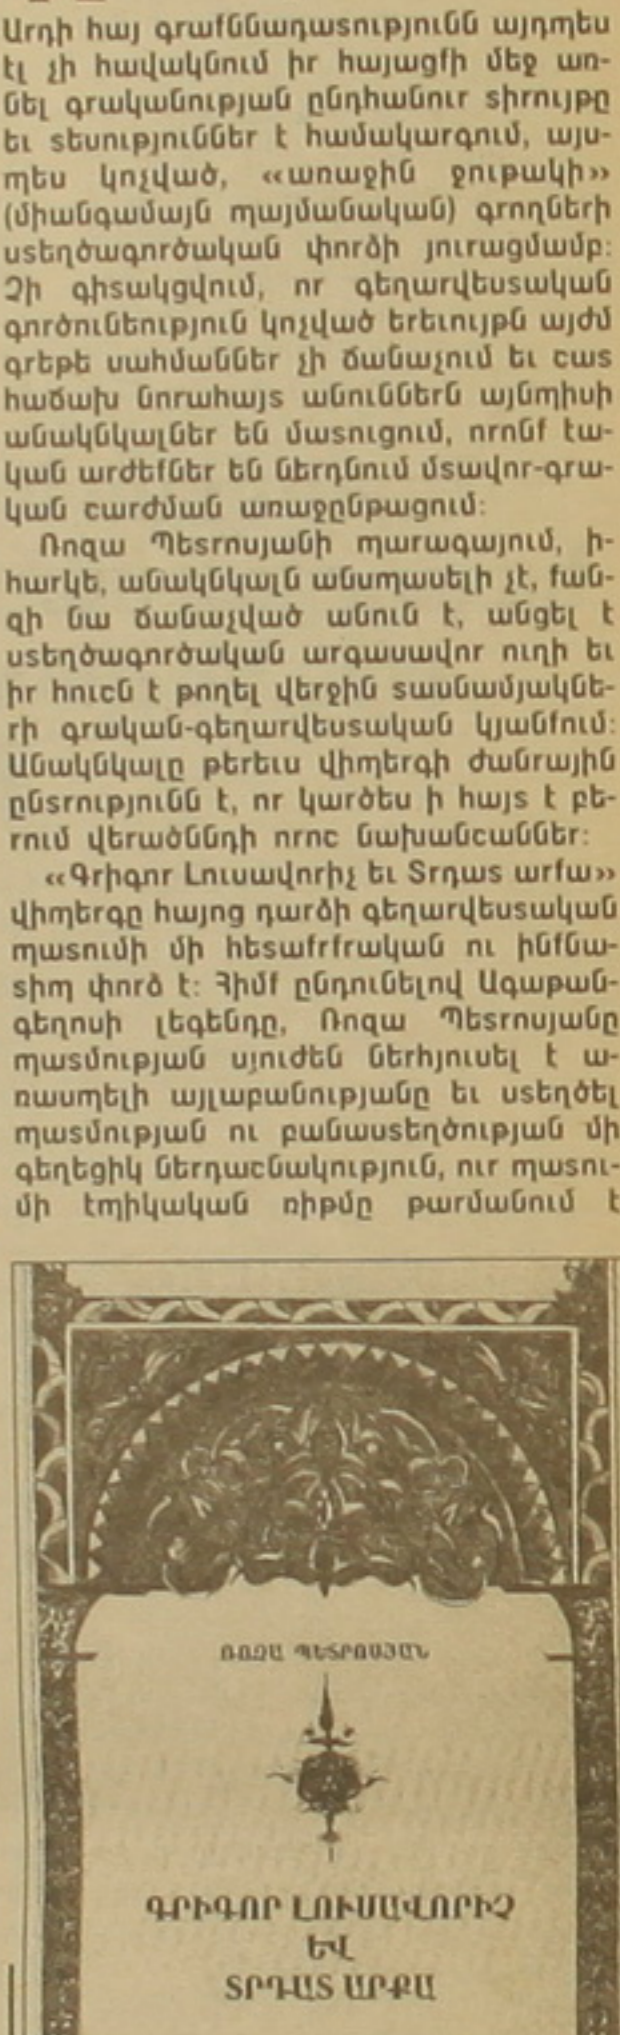 Արդի հայ գրաքննադատությունն այդպես
էլ չի հավակնում իր հայացքի մեջ առ-
նել գրականության ընդհանուր տիրույթը
եւ տեսություններ է համակարգում, այս-
պես կոչված, «առաջին ջութակի»
(միանգամայն պայմանական) գրողների
ստեղծագործական փորձի յուրացմամբ:
Չի գիտակցվում, որ գեղարվեստական
գործունեություն կոչված երեւույթն այժմ
գրեթե սահմաններ չի ճանաչում եւ շատ
հաճախ նորահայտ անուններն այնպիսի
անակնկալներ են մատուցում, որոնք էա-
կան արժեքներ են ներդնում մտավոր-գրա-
կան շարժման առաջընթացում:
Ռոզա Պետրոսյանի պարագայում, ի-
հարկե, անակնկալն անսպասելի չէ, քան-
զի նա ճանաչված անուն է, անցել է
ստեղծագործական արգասավոր ուղի եւ
իր հուշն է թողել վերջին տասնամյակնե-
րի գրական-գեղարվեստական կյանքում:
Անակնկալը թերեւս վիպերգի ժանրային
ընտրությունն է, որ կարծես ի հայտ է բե-
րում վերածննդի որոշ նախանշաններ:
«Գրիգոր Լուսավորիչ եւ Տրդատ արքա»
վիպերգը հայոց դարձի գեղարվեստական
պատումի մի հետաքրքրական ու ինքնա-
տիպ փորձ է: Հիմք ընդունելով Ագաթան-
գեղոսի լեգենդը, Ռոզա Պետրոսյանը
պատմության սյուժեն ներհյուսել է ա-
ռասպելի այլաբանությանը եւ ստեղծել
պատմության ու բանաստեղծության մի
գեղեցիկ ներդաշնակություն, ուր պատու-
մի էպիկական ռիթմը թարմանում է
ՌՈԶԱ ՊԵՏՐՈՍՅԱՆ
ԳՐԻԳՈՐ ԼՈՒՍԱՎՈՐԻՉ
ԵՎ
ՏՐԴԱՏ ԱՐՔԱ